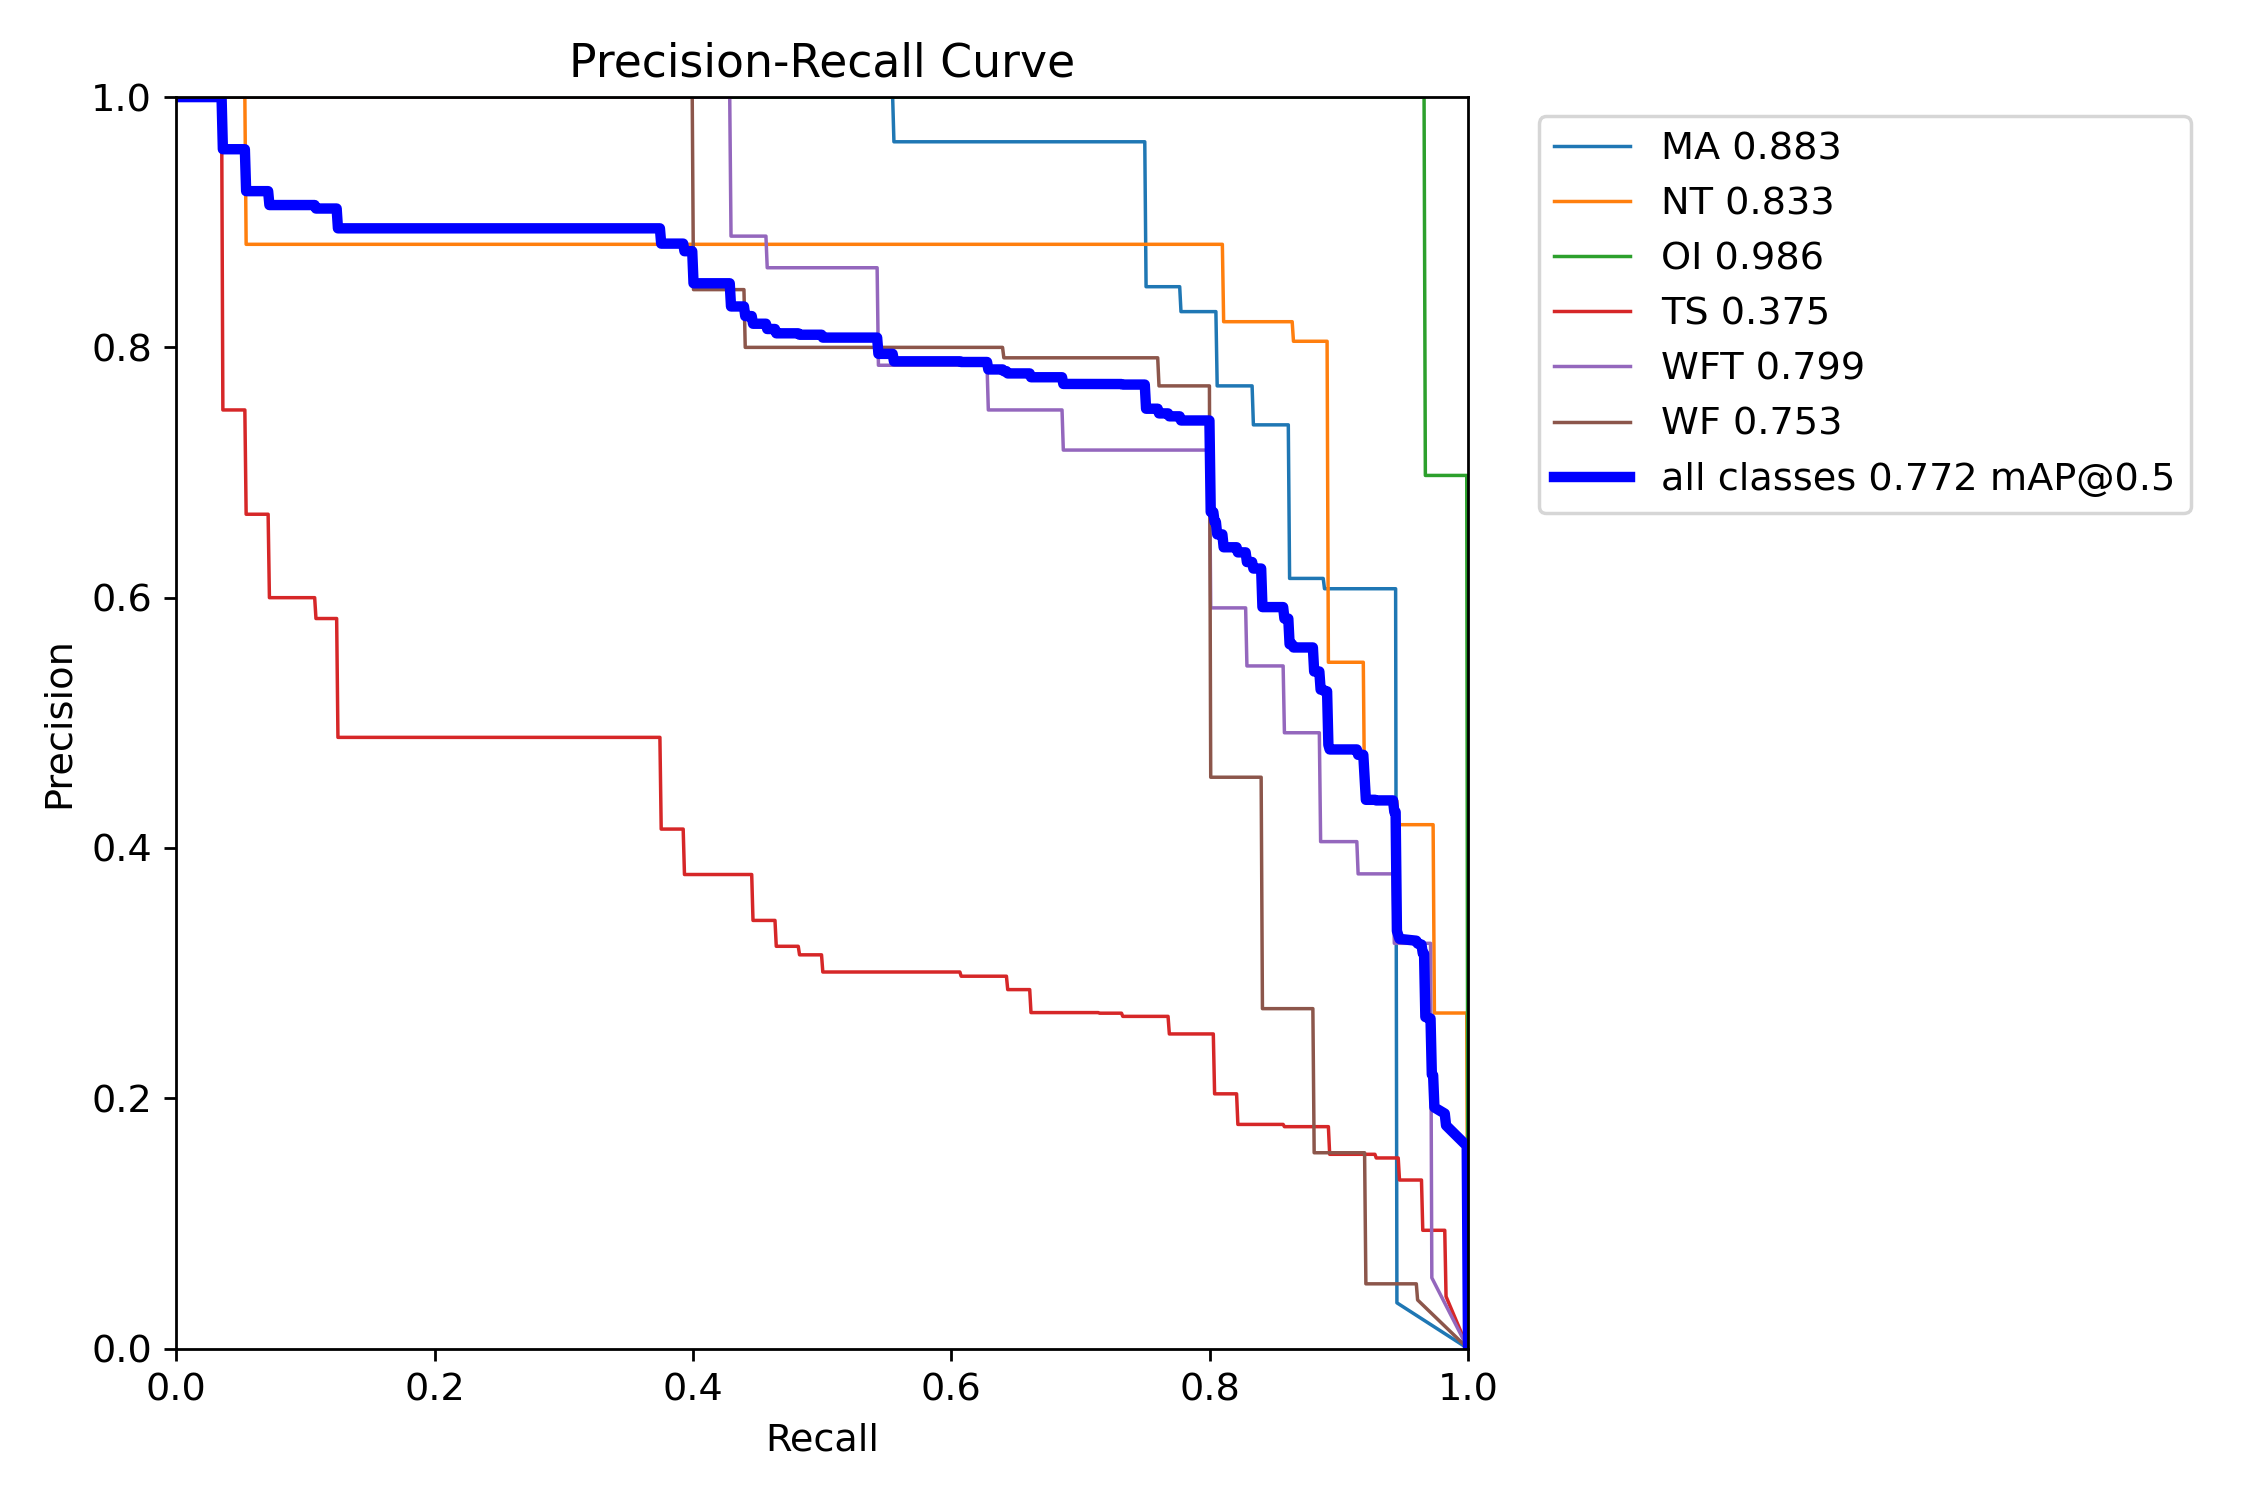 Precision-Recall Curve
1.0
0.8
0.6
0.4
0.2
0.0
Precision
0.0 0.2 0.4 0.6 0.8 1.0
Recall
MA 0.883
NT 0.833
OI 0.986
TS 0.375
WFT 0.799
WF 0.753
all classes 0.772 mAP@0.5